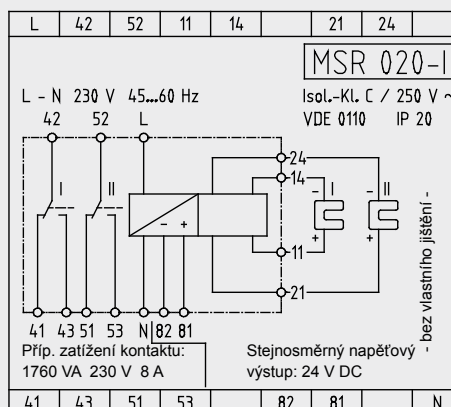 L 42 52 11 14 21 24
MSR 020-I
L - N 230 V 45...60 Hz
Isol.-Kl. C / 250 V ~
VDE 0110 IP 20
42 52 L
24
I II
14
- I - II
- +
+ +
11
21
41 43 51 53 N 82 81
- bez vlastního jištění -
Příp. zatížení kontaktu:
1760 VA 230 V 8 A
Stejnosměrný napěťový
výstup: 24 V DC
41 43 51 53 82 81 N